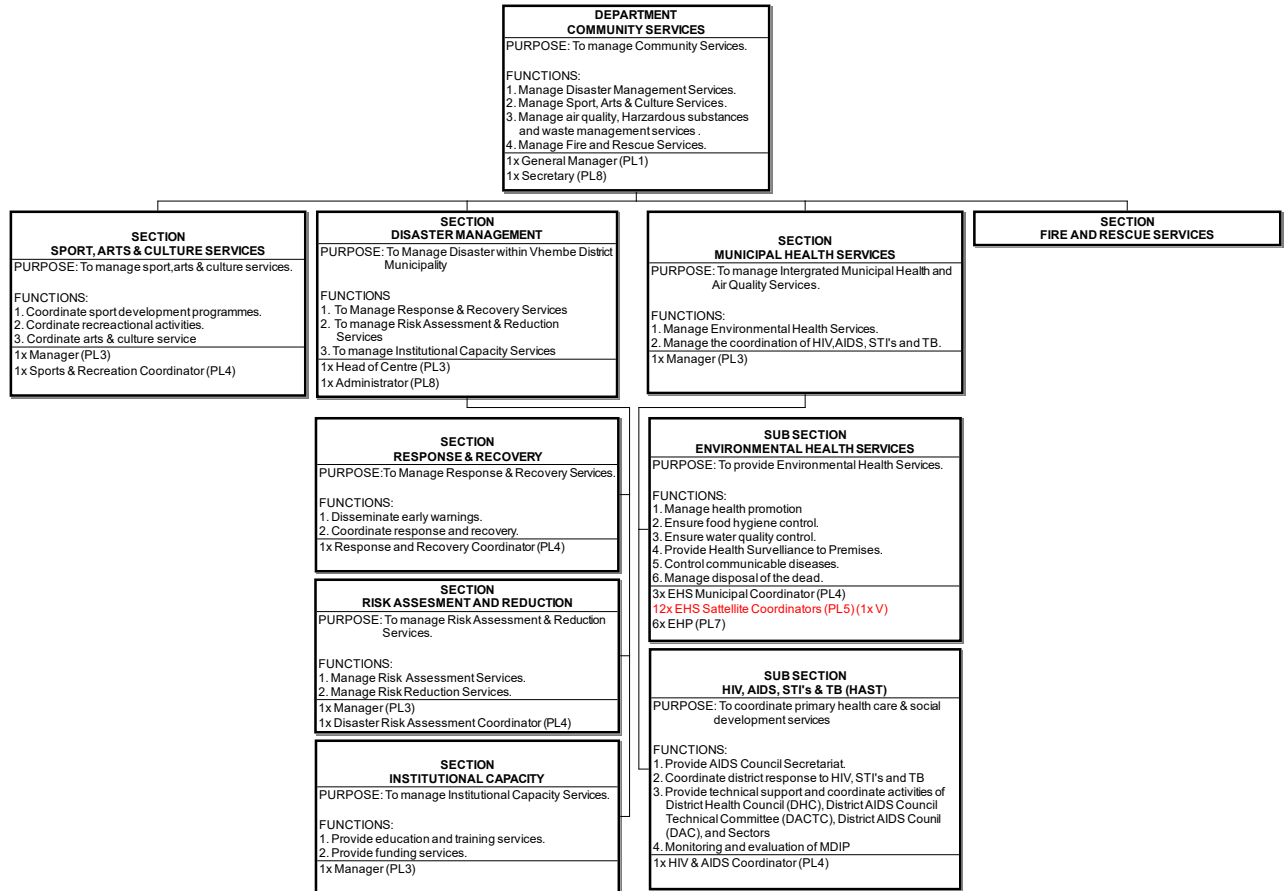 DEPARTMENT
COMMUNITY SERVICES
PURPOSE: To manage Community Services.
FUNCTIONS:
1. Manage Disaster Management Services.
2. Manage Sport, Arts & Culture Services.
3. Manage air quality, Hazardous substances
and waste management services .
4. Manage Fire and Rescue Services.
1x General Manager (PL1)
1x Secretary (PL8)
SECTION
SPORT, ARTS & CULTURE SERVICES
PURPOSE: To manage sport,arts & culture services.
FUNCTIONS:
1. Coordinate sport development programmes.
2. Cordinate recreactional activities.
3. Cordinate arts & culture service
1x Manager (PL3)
1x Sports & Recreation Coordinator (PL4)
SECTION
DISASTER MANAGEMENT
PURPOSE: To Manage Disaster within Vhembe District
Municipality
FUNCTIONS
1. To Manage Response & Recovery Services
2. To manage Risk Assessment & Reduction
Services
3. To manage Institutional Capacity Services
1x Head of Centre (PL3)
1x Administrator (PL8)
SECTION
MUNICIPAL HEALTH SERVICES
PURPOSE: To manage Intergrated Municipal Health and
Air Quality Services.
FUNCTIONS:
1. Manage Environmental Health Services.
2. Manage the coordination of HIV,AIDS, STI's and TB.
1x Manager (PL3)
SECTION
FIRE AND RESCUE SERVICES
SECTION
RESPONSE & RECOVERY
PURPOSE:To Manage Response & Recovery Services.
FUNCTIONS:
1. Disseminate early warnings.
2. Coordinate response and recovery.
1x Response and Recovery Coordinator (PL4)
SECTION
RISK ASSESMENT AND REDUCTION
PURPOSE: To manage Risk Assessment & Reduction
Services.
FUNCTIONS:
1. Manage Risk Assessment Services.
2. Manage Risk Reduction Services.
1x Manager (PL3)
1x Disaster Risk Assessment Coordinator (PL4)
SECTION
INSTITUTIONAL CAPACITY
PURPOSE: To manage Institutional Capacity Services.
FUNCTIONS:
1. Provide education and training services.
2. Provide funding services.
1x Manager (PL3)
SUB SECTION
ENVIRONMENTAL HEALTH SERVICES
PURPOSE: To provide Environmental Health Services.
FUNCTIONS:
1. Manage health promotion
2. Ensure food hygiene control.
3. Ensure water quality control.
4. Provide Health Survelliance to Premises.
5. Control communicable diseases.
6. Manage disposal of the dead.
3x EHS Municipal Coordinator (PL4)
12x EHS Sattellite Coordinators (PL5) (1x V)
6x EHP (PL7)
SUB SECTION
HIV, AIDS, STI's & TB (HAST)
PURPOSE: To coordinate primary health care & social
development services
FUNCTIONS:
1. Provide AIDS Council Secretariat.
2. Coordinate district response to HIV, STI's and TB
3. Provide technical support and coordinate activities of
District Health Council (DHC), District AIDS Council
Technical Committee (DACTC), District AIDS Counil
(DAC), and Sectors
4. Monitoring and evaluation of MDIP
1x HIV & AIDS Coordinator (PL4)